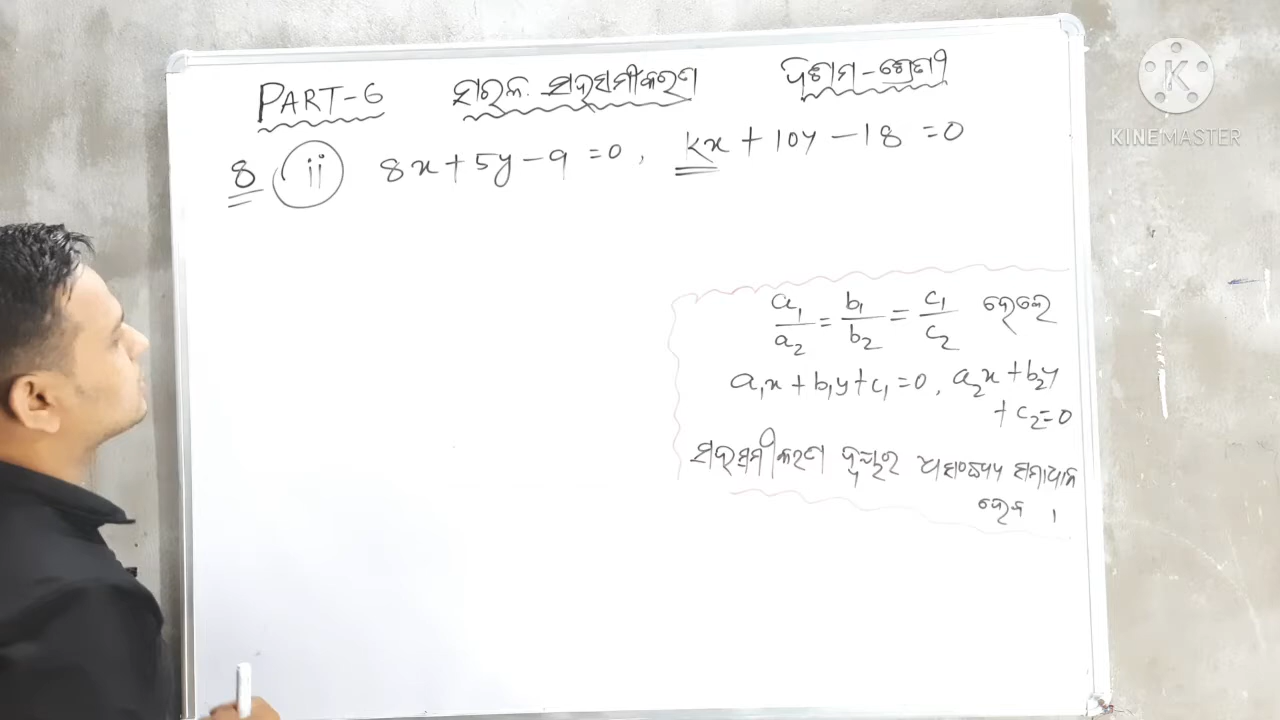 PART-6 ସରଳ ସହସମୀକରଣ ଦଶମ-ଶ୍ରେଣୀ
8 ii 8x+5y-9=0, kx+10y-18=0
a₁/a₂ = b₁/b₂ = c₁/c₂ ହେଲେ
a₁x+b₁y+c₁=0, a₂x+b₂y
+c₂=0
ସହସମୀକରଣ ଦ୍ୱୟର ଅସଂଖ୍ୟ ସମାଧାନ
ହେବ ।
KINEMASTER